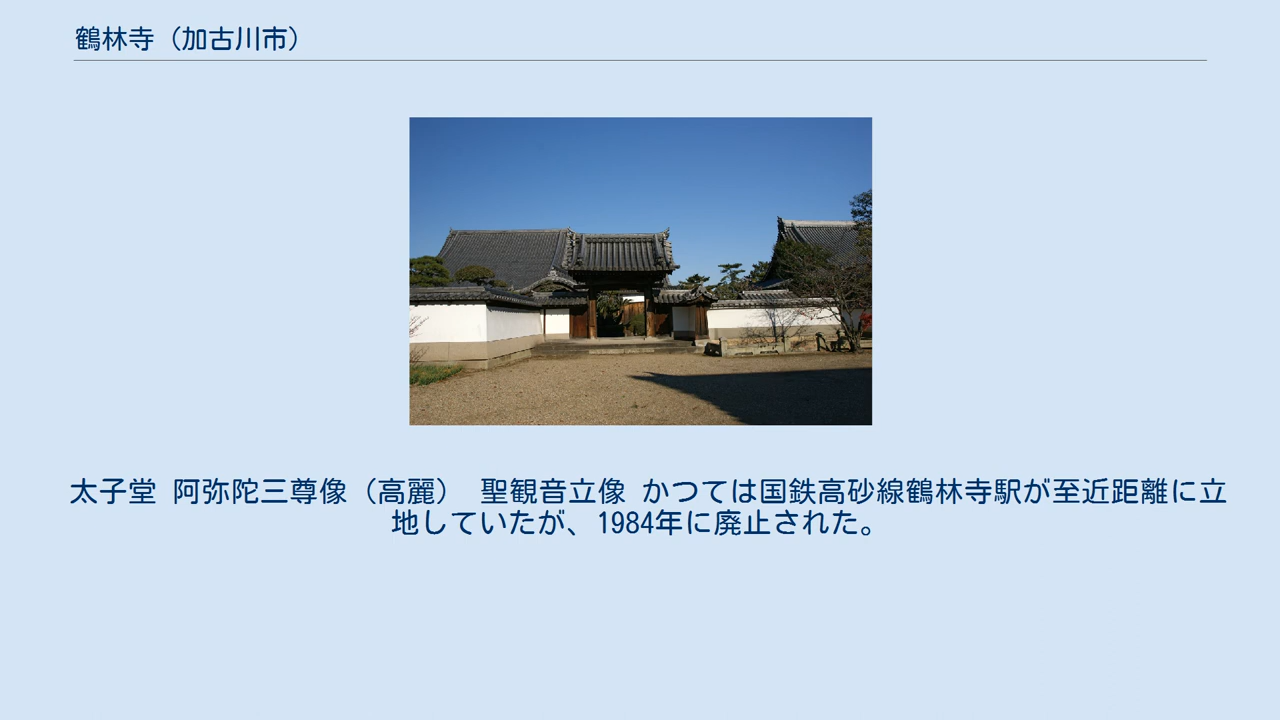 鶴林寺（加古川市）
太子堂 阿弥陀三尊像（高麗） 聖観音立像 かつては国鉄高砂線鶴林寺駅が至近距離に立
地していたが、1984年に廃止された。